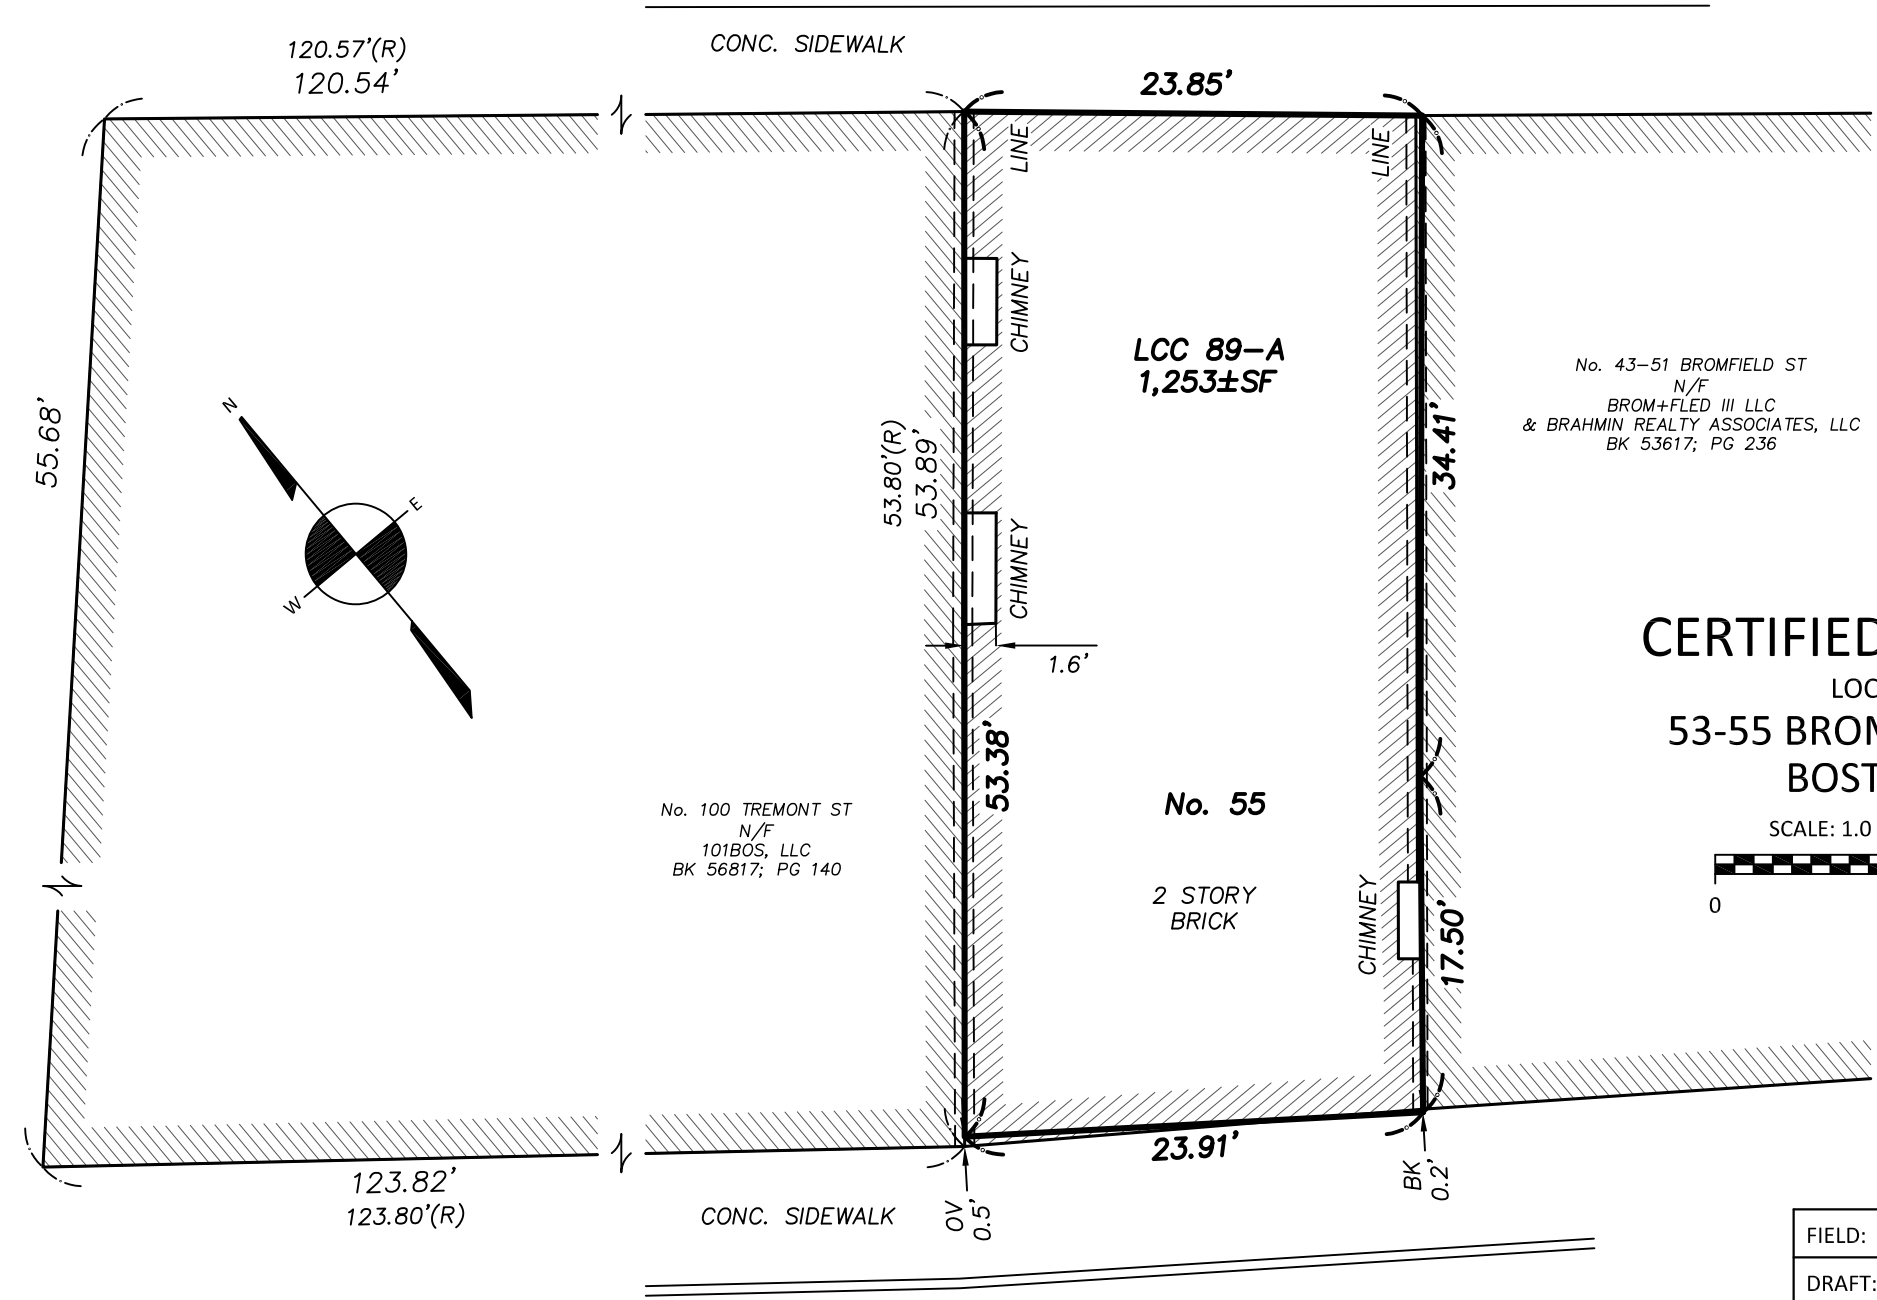 CONC. SIDEWALK
120.57'(R)
120.54'
23.85'
LINE
LINE
CHIMNEY
LCC 89-A
1,253±SF
No. 43-51 BROMFIELD ST
N/F
BROM+FLED III LLC
& BRAHMIN REALTY ASSOCIATES, LLC
BK 53617; PG 236
55.68'
N
E
W
53.80'(R)
53.89'
34.41'
CHIMNEY
1.6'
CERTIFIED
LOC
53-55 BROM
BOST
SCALE: 1.0
0
53.38'
No. 100 TREMONT ST
N/F
101BOS, LLC
BK 56817; PG 140
No. 55
2 STORY
BRICK
CHIMNEY
17.50'
23.91'
123.82'
123.80'(R)
CONC. SIDEWALK
OV
0.5'
BK
0.2'
FIELD:
DRAFT: